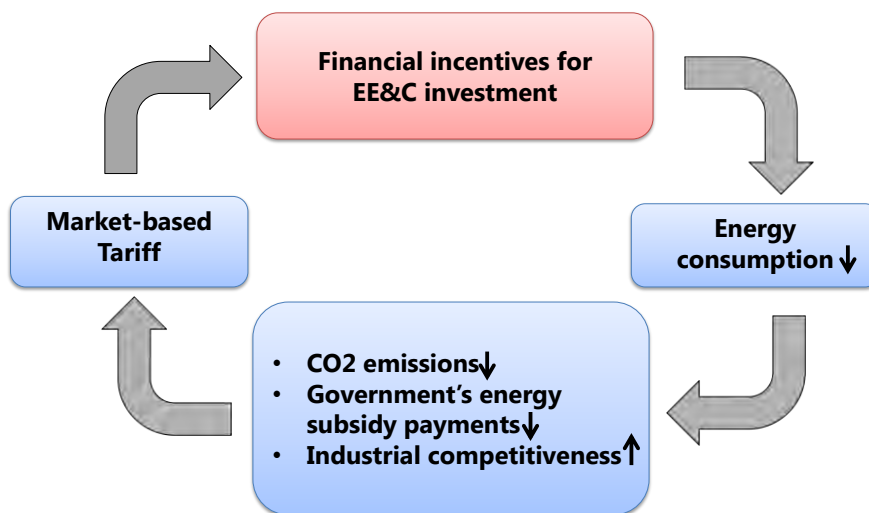 Financial incentives for
EE&C investment
Market-based
Tariff
Energy
consumption ↓
• CO2 emissions ↓
• Government’s energy
subsidy payments ↓
• Industrial competitiveness ↑